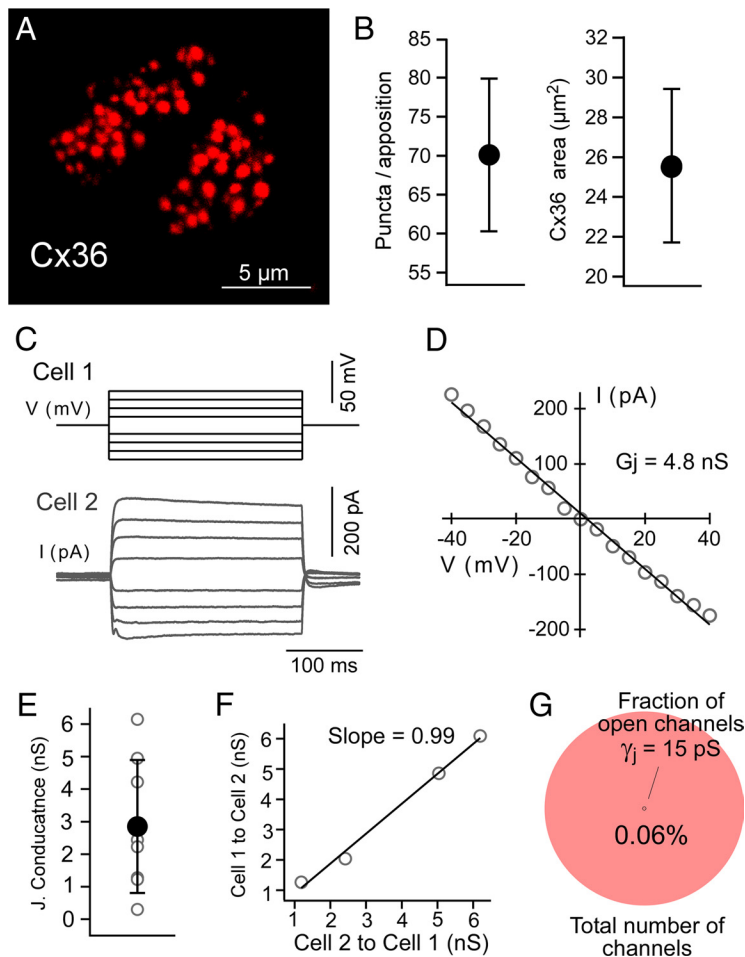 A
Cx36
5 µm
B
Puncta / apposition
85
80
75
70
65
60
55
Cx36 area (µm²)
32
30
28
26
24
22
20
C
Cell 1
V (mV)
50 mV
Cell 2
I (pA)
200 pA
100 ms
D
I (pA)
200
100
Gj = 4.8 nS
-40
-20
20
40
V (mV)
0
-100
-200
E
J. Conducatnce (nS)
6
5
4
3
2
1
0
F
Slope = 0.99
Cell 1 to Cell 2 (nS)
6
5
4
3
2
1
1
2
3
4
5
6
Cell 2 to Cell 1 (nS)
G
Fraction of
open channels
γj = 15 pS
0.06%
Total number of
channels